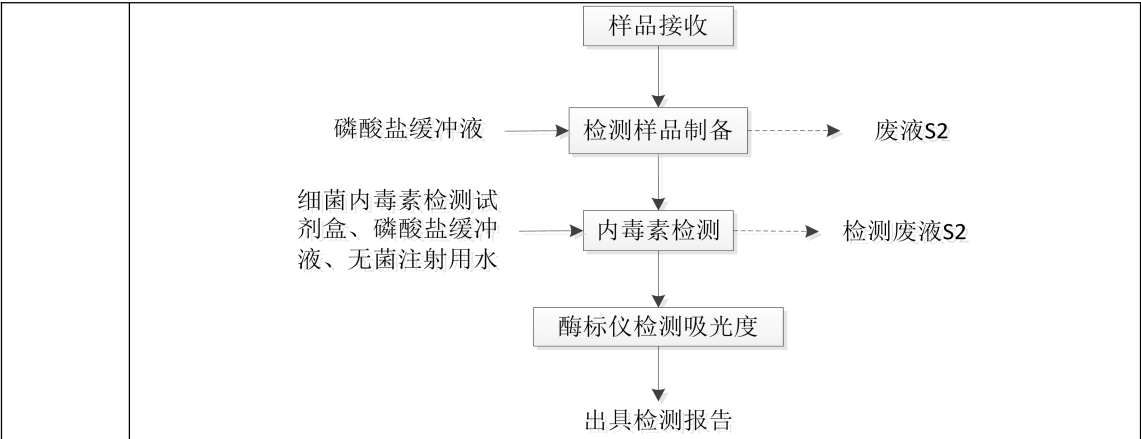 样品接收
磷酸盐缓冲液
检测样品制备
废液S2
细菌内毒素检测试
剂盒、磷酸盐缓冲
液、无菌注射用水
内毒素检测
检测废液S2
酶标仪检测吸光度
出具检测报告